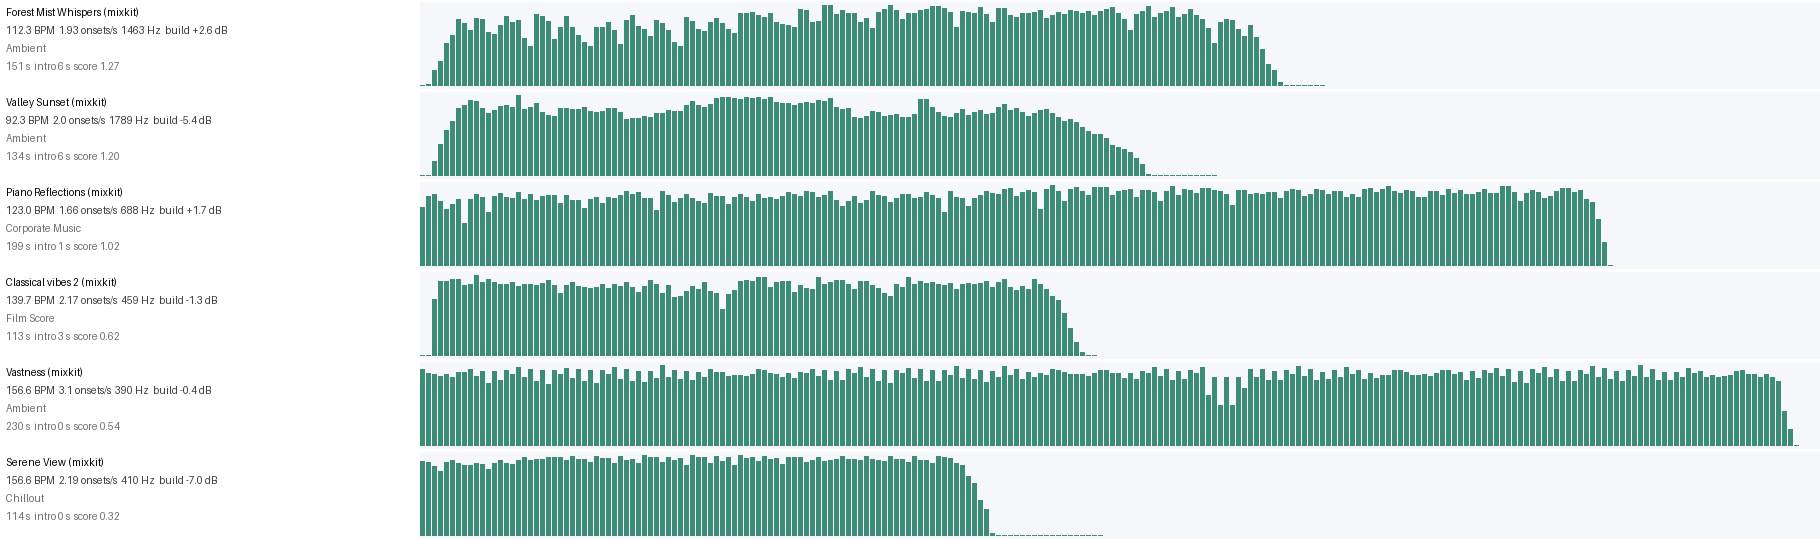 Forest Mist Whispers (mixkit)
112.3 BPM 1.93 onsets/s 1463 Hz build +2.6 dB
Ambient
151 s intro 6 s score 1.27
Valley Sunset (mixkit)
92.3 BPM 2.0 onsets/s 1789 Hz build -5.4 dB
Ambient
134 s intro 6 s score 1.20
Piano Reflections (mixkit)
123.0 BPM 1.66 onsets/s 688 Hz build +1.7 dB
Corporate Music
199 s intro 1 s score 1.02
Classical vibes 2 (mixkit)
139.7 BPM 2.17 onsets/s 459 Hz build -1.3 dB
Film Score
113 s intro 3 s score 0.62
Vastness (mixkit)
156.6 BPM 3.1 onsets/s 390 Hz build -0.4 dB
Ambient
230 s intro 0 s score 0.54
Serene View (mixkit)
156.6 BPM 2.19 onsets/s 410 Hz build -7.0 dB
Chillout
114 s intro 0 s score 0.32